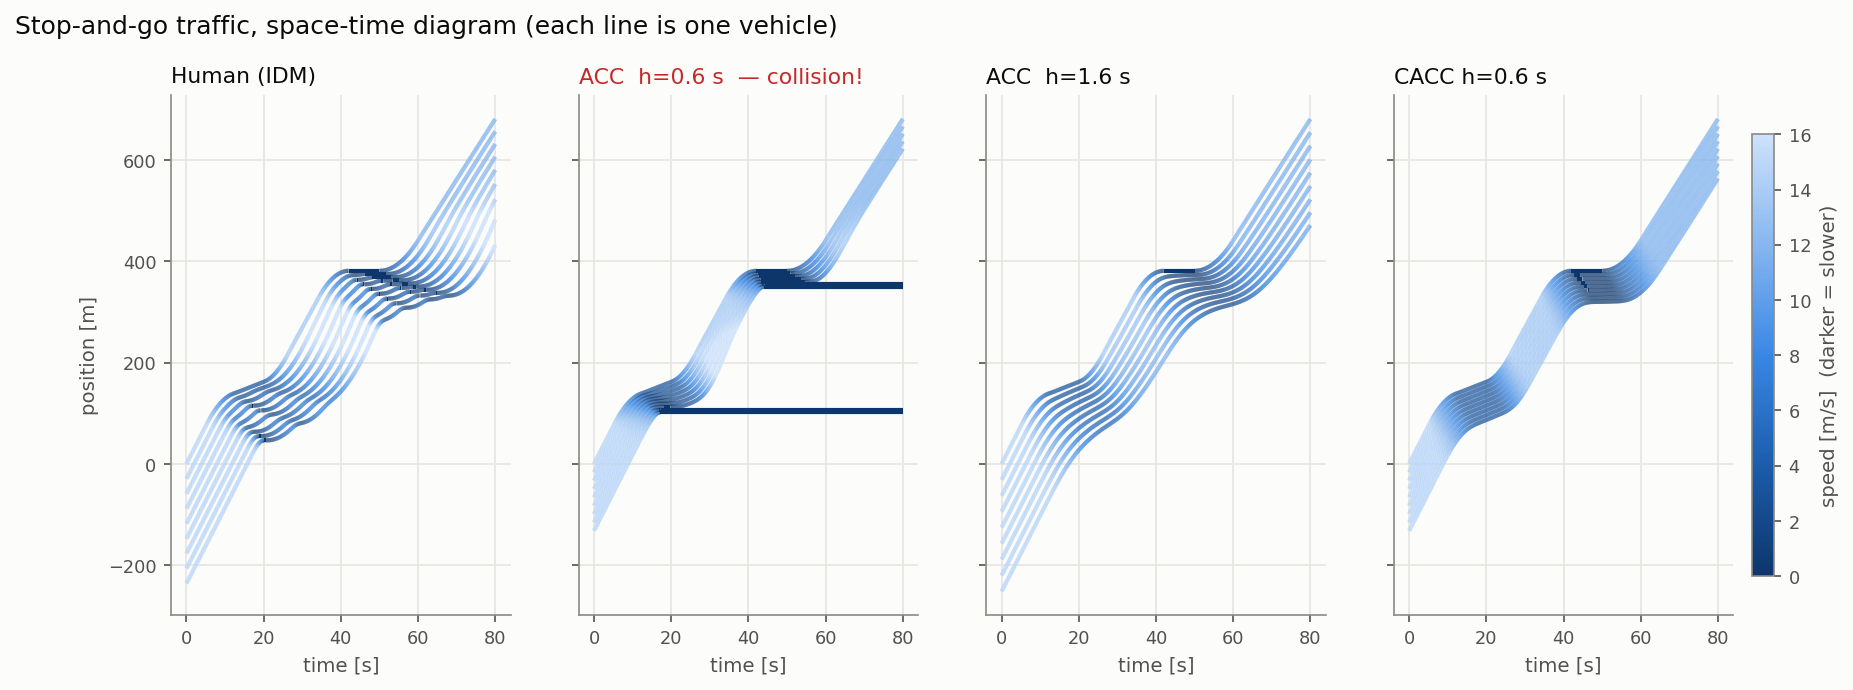 Stop-and-go traffic, space-time diagram (each line is one vehicle)
Human (IDM)
ACC  h=0.6 s  — collision!
ACC  h=1.6 s
CACC h=0.6 s
position [m]
600
400
200
0
−200
0 20 40 60 80
time [s]
0 20 40 60 80
time [s]
0 20 40 60 80
time [s]
0 20 40 60 80
time [s]
16
14
12
10
8
6
4
2
0
speed [m/s]  (darker = slower)